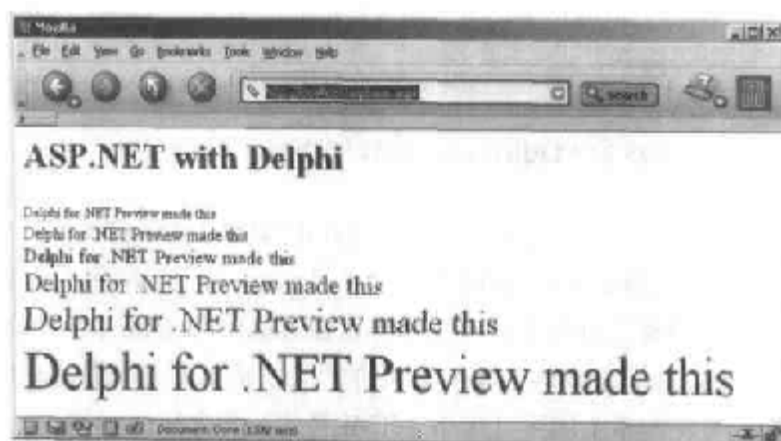 Mozilla
File Edit View Go Bookmarks Tools Window Help
Search
ASP.NET with Delphi
Delphi for .NET Preview made this
Delphi for .NET Preview made this
Delphi for .NET Preview made this
Delphi for .NET Preview made this
Delphi for .NET Preview made this
Delphi for .NET Preview made this
Document: Done